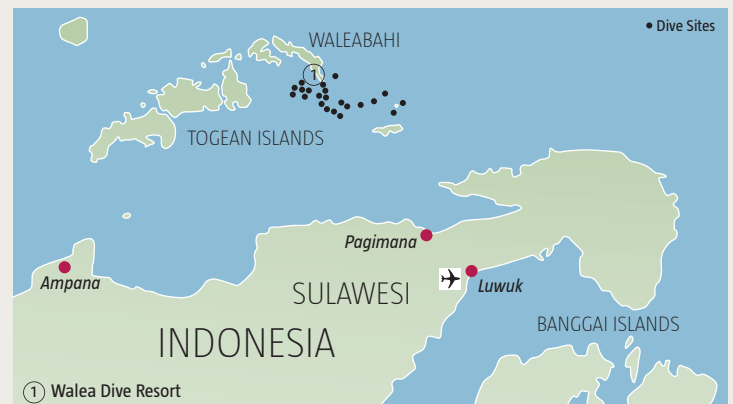 WALEABAHI
• Dive Sites
1
TOGEAN ISLANDS
Pagimana
Ampana
Luwuk
SULAWESI
BANGGAI ISLANDS
INDONESIA
1 Walea Dive Resort